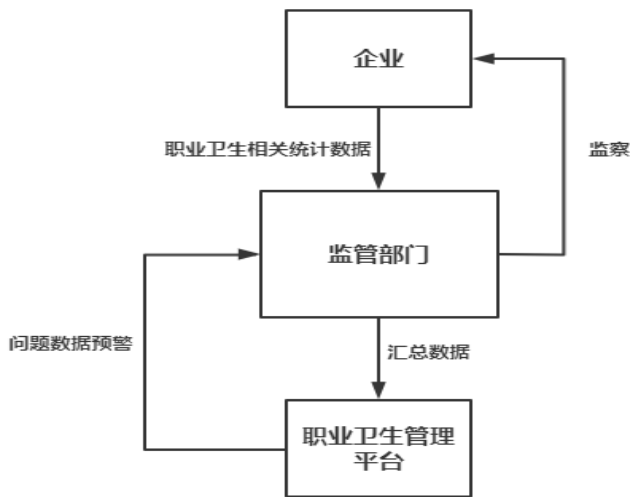 企业
职业卫生相关统计数据
监察
监管部门
问题数据预警
汇总数据
职业卫生管理
平台